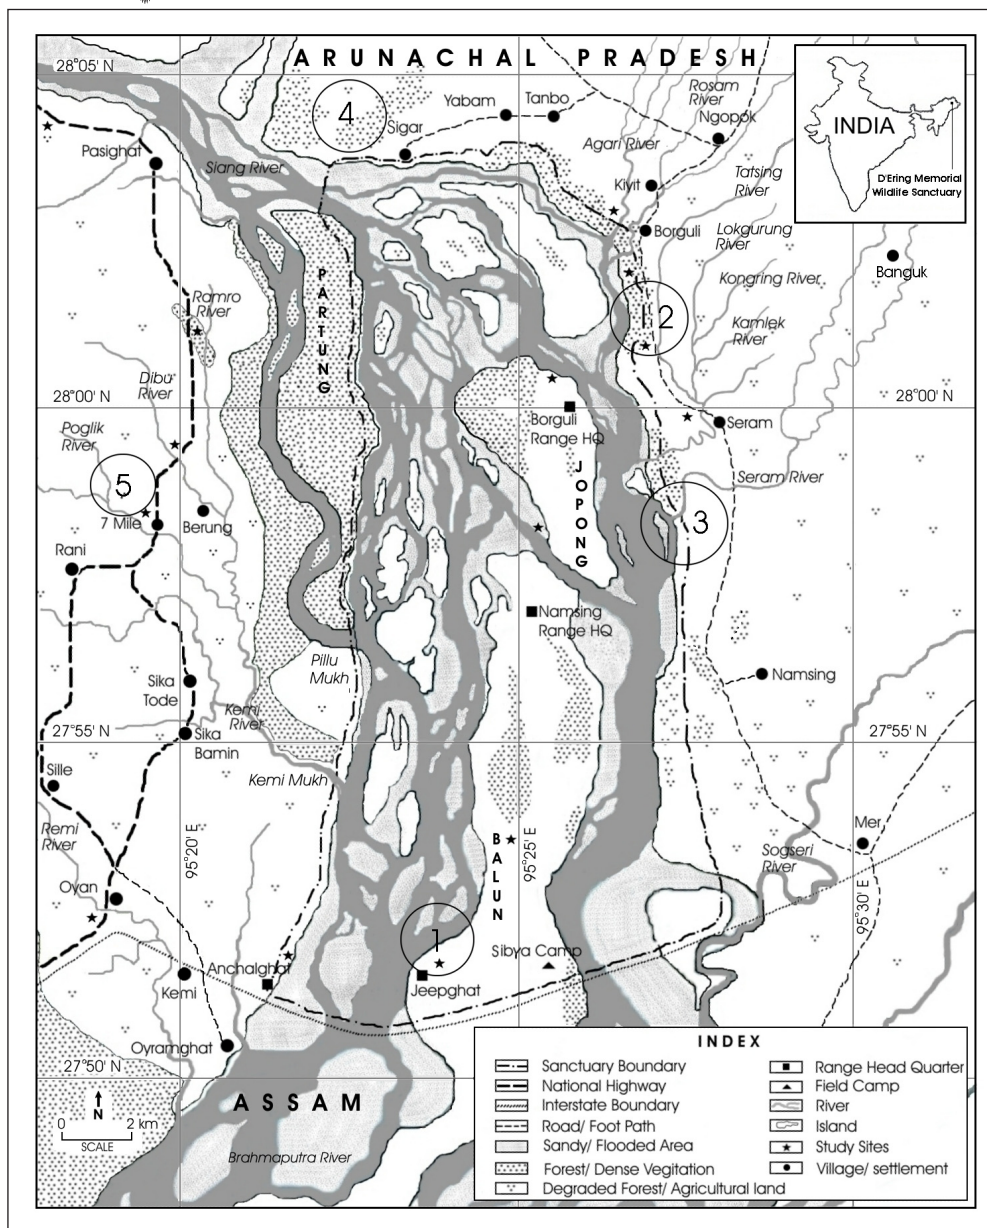 ARUNACHAL PRADESH
28°05' N
4
Yabam
Tanbo
Rosam
River
Ngopok
INDIA
D'Ering Memorial
Wildlife Sanctuary
Sigar
Agari River
Pasighat
Siang River
Kivit
Tatsing
River
Borguli
Lokgurung
River
Banguk
Kongring River
PARTUNG
Ramro
River
2
Kamlek
River
Dibu
River
28°00' N
28°00' N
Borguli
Range HQ
Seram
Poglik
River
JOPONG
Seram River
5
7 Mile
Berung
3
Rani
Namsing
Range HQ
Pillu
Mukh
Namsing
Sika
Tode
Kemi
River
27°55' N
27°55' N
Sika
Bamin
Sille
Kemi Mukh
Remi
River
95°20' E
BALUN
95°25' E
Mer
Sogseri
River
95°30' E
Oyan
1
Sibya Camp
Anchalghat
Kemi
Jeepghat
Oyramghat
27°50' N
N
0 2 km
SCALE
ASSAM
Brahmaputra River
INDEX
Sanctuary Boundary
National Highway
Interstate Boundary
Road/ Foot Path
Sandy/ Flooded Area
Forest/ Dense Vegitation
Degraded Forest/ Agricultural land
Range Head Quarter
Field Camp
River
Island
Study Sites
Village/ settlement